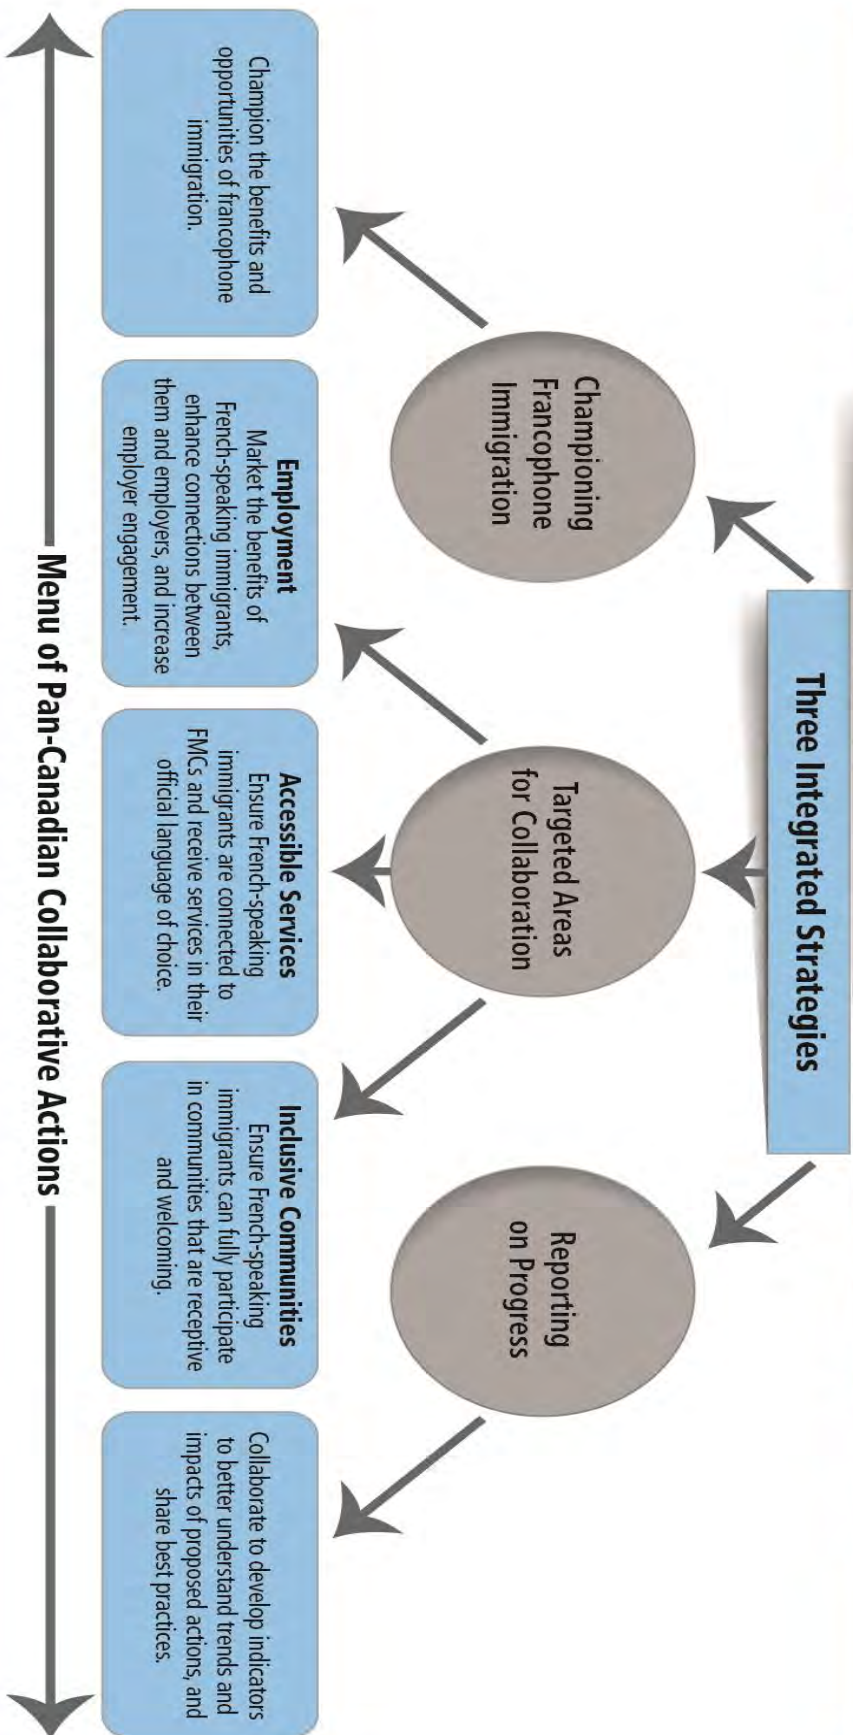 Three Integrated Strategies
Championing
Francophone
Immigration
Targeted Areas
for Collaboration
Reporting
on Progress
Champion the benefits and
opportunities of francophone
immigration.
Employment
Market the benefits of
French-speaking immigrants,
enhance connections between
them and employers, and increase
employer engagement.
Accessible Services
Ensure French-speaking
immigrants are connected to
FMCs and receive services in their
official language of choice.
Inclusive Communities
Ensure French-speaking
immigrants can fully participate
in communities that are receptive
and welcoming.
Collaborate to develop indicators
to better understand trends and
impacts of proposed actions, and
share best practices.
Menu of Pan-Canadian Collaborative Actions